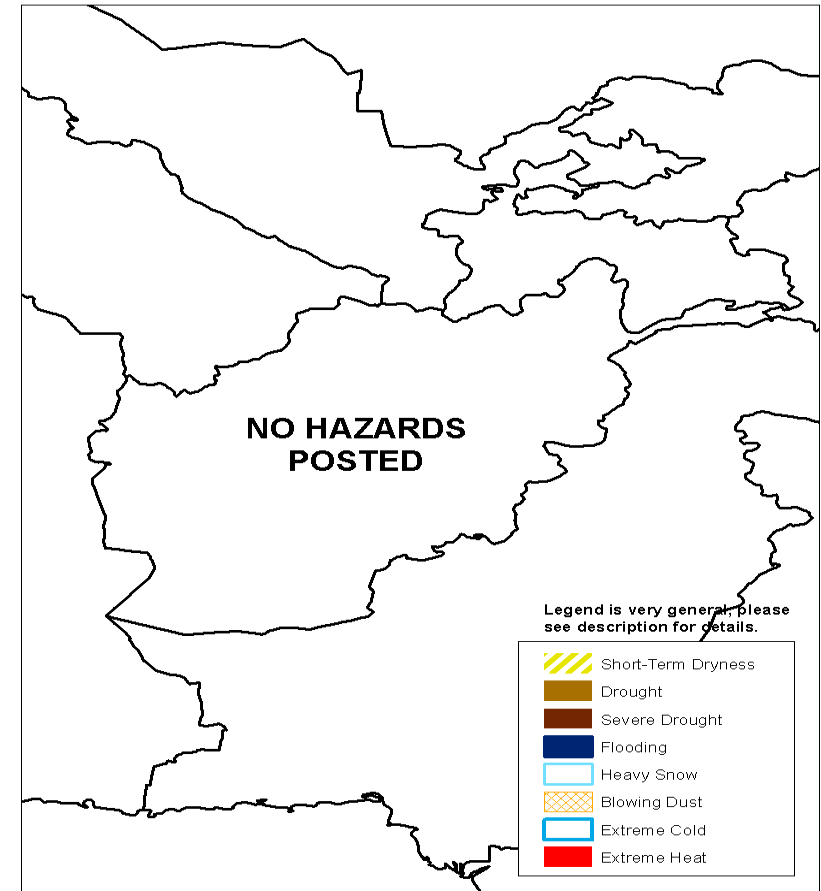 NO HAZARDS
POSTED
Legend is very general, please
see description for details.
Short-Term Dryness
Drought
Severe Drought
Flooding
Heavy Snow
Blowing Dust
Extreme Cold
Extreme Heat